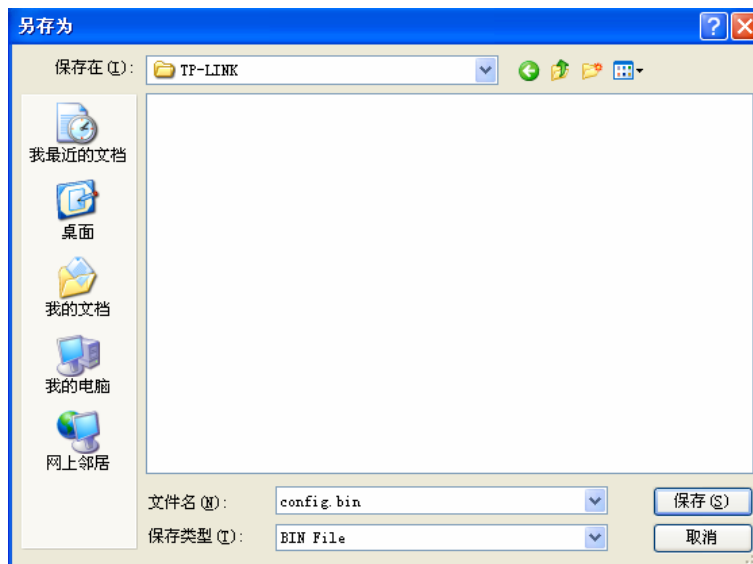 另存为
保存在(I):
TP-LINK
我最近的文档
桌面
我的文档
我的电脑
网上邻居
文件名(N):
config.bin
保存(S)
保存类型(T):
BIN File
取消